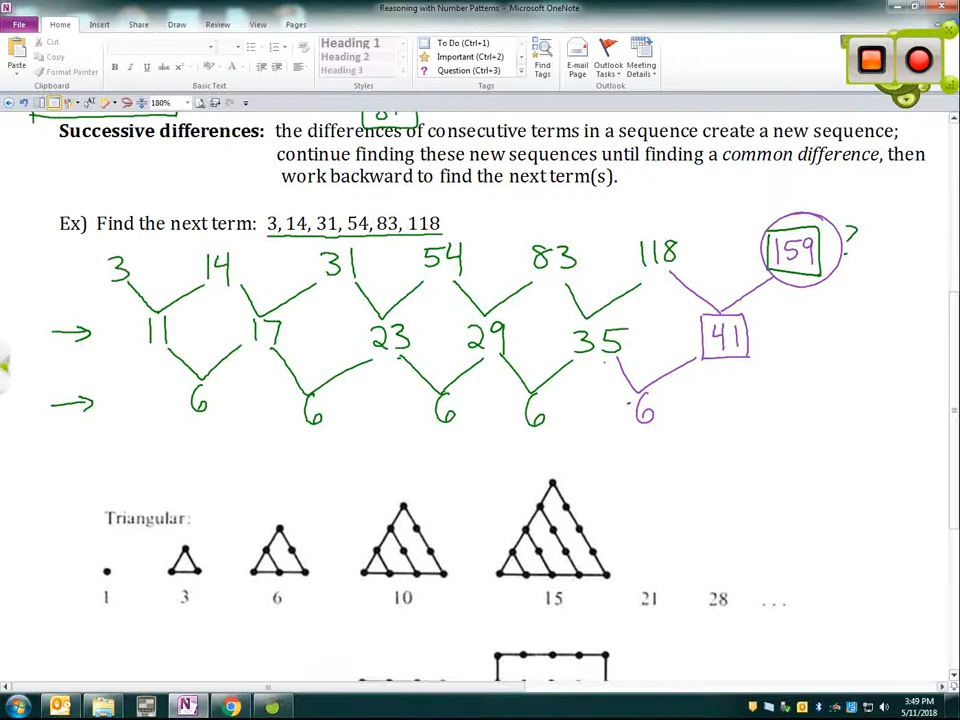 Reasoning with Number Patterns - Microsoft OneNote
File Home Insert Share Draw Review View Pages
Paste
Cut
Copy
Format Painter
Clipboard
B I U abc x²
Basic Text
Heading 1
Heading 2
Heading 3
Styles
To Do (Ctrl+1)
Important (Ctrl+2)
Question (Ctrl+3)
Find Tags
Tags
E-mail Page
Outlook Tasks
Meeting Details
Outlook
180%
Successive differences: the differences of consecutive terms in a sequence create a new sequence;
continue finding these new sequences until finding a common difference, then
work backward to find the next term(s).
Ex) Find the next term: 3, 14, 31, 54, 83, 118
3 14 31 54 83 118 159 ?
11 17 23 29 35 41
6 6 6 6 6
Triangular:
1 3 6 10 15 21 28 ...
3:49 PM
5/11/2018